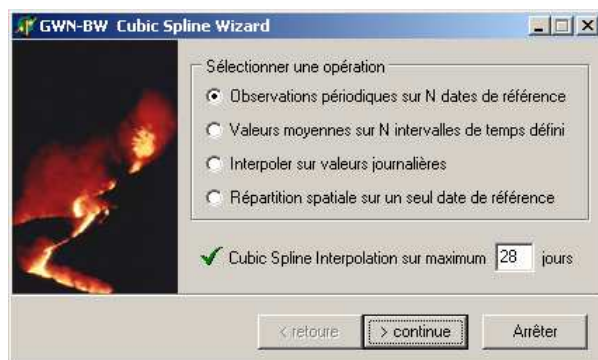 GWN-BW Cubic Spline Wizard
Sélectionner une opération
Observations périodiques sur N dates de référence
Valeurs moyennes sur N intervalles de temps défini
Interpoler sur valeurs journalières
Répartition spatiale sur un seul date de référence
Cubic Spline Interpolation sur maximum 28 jours
< retoure > continue Arrêter